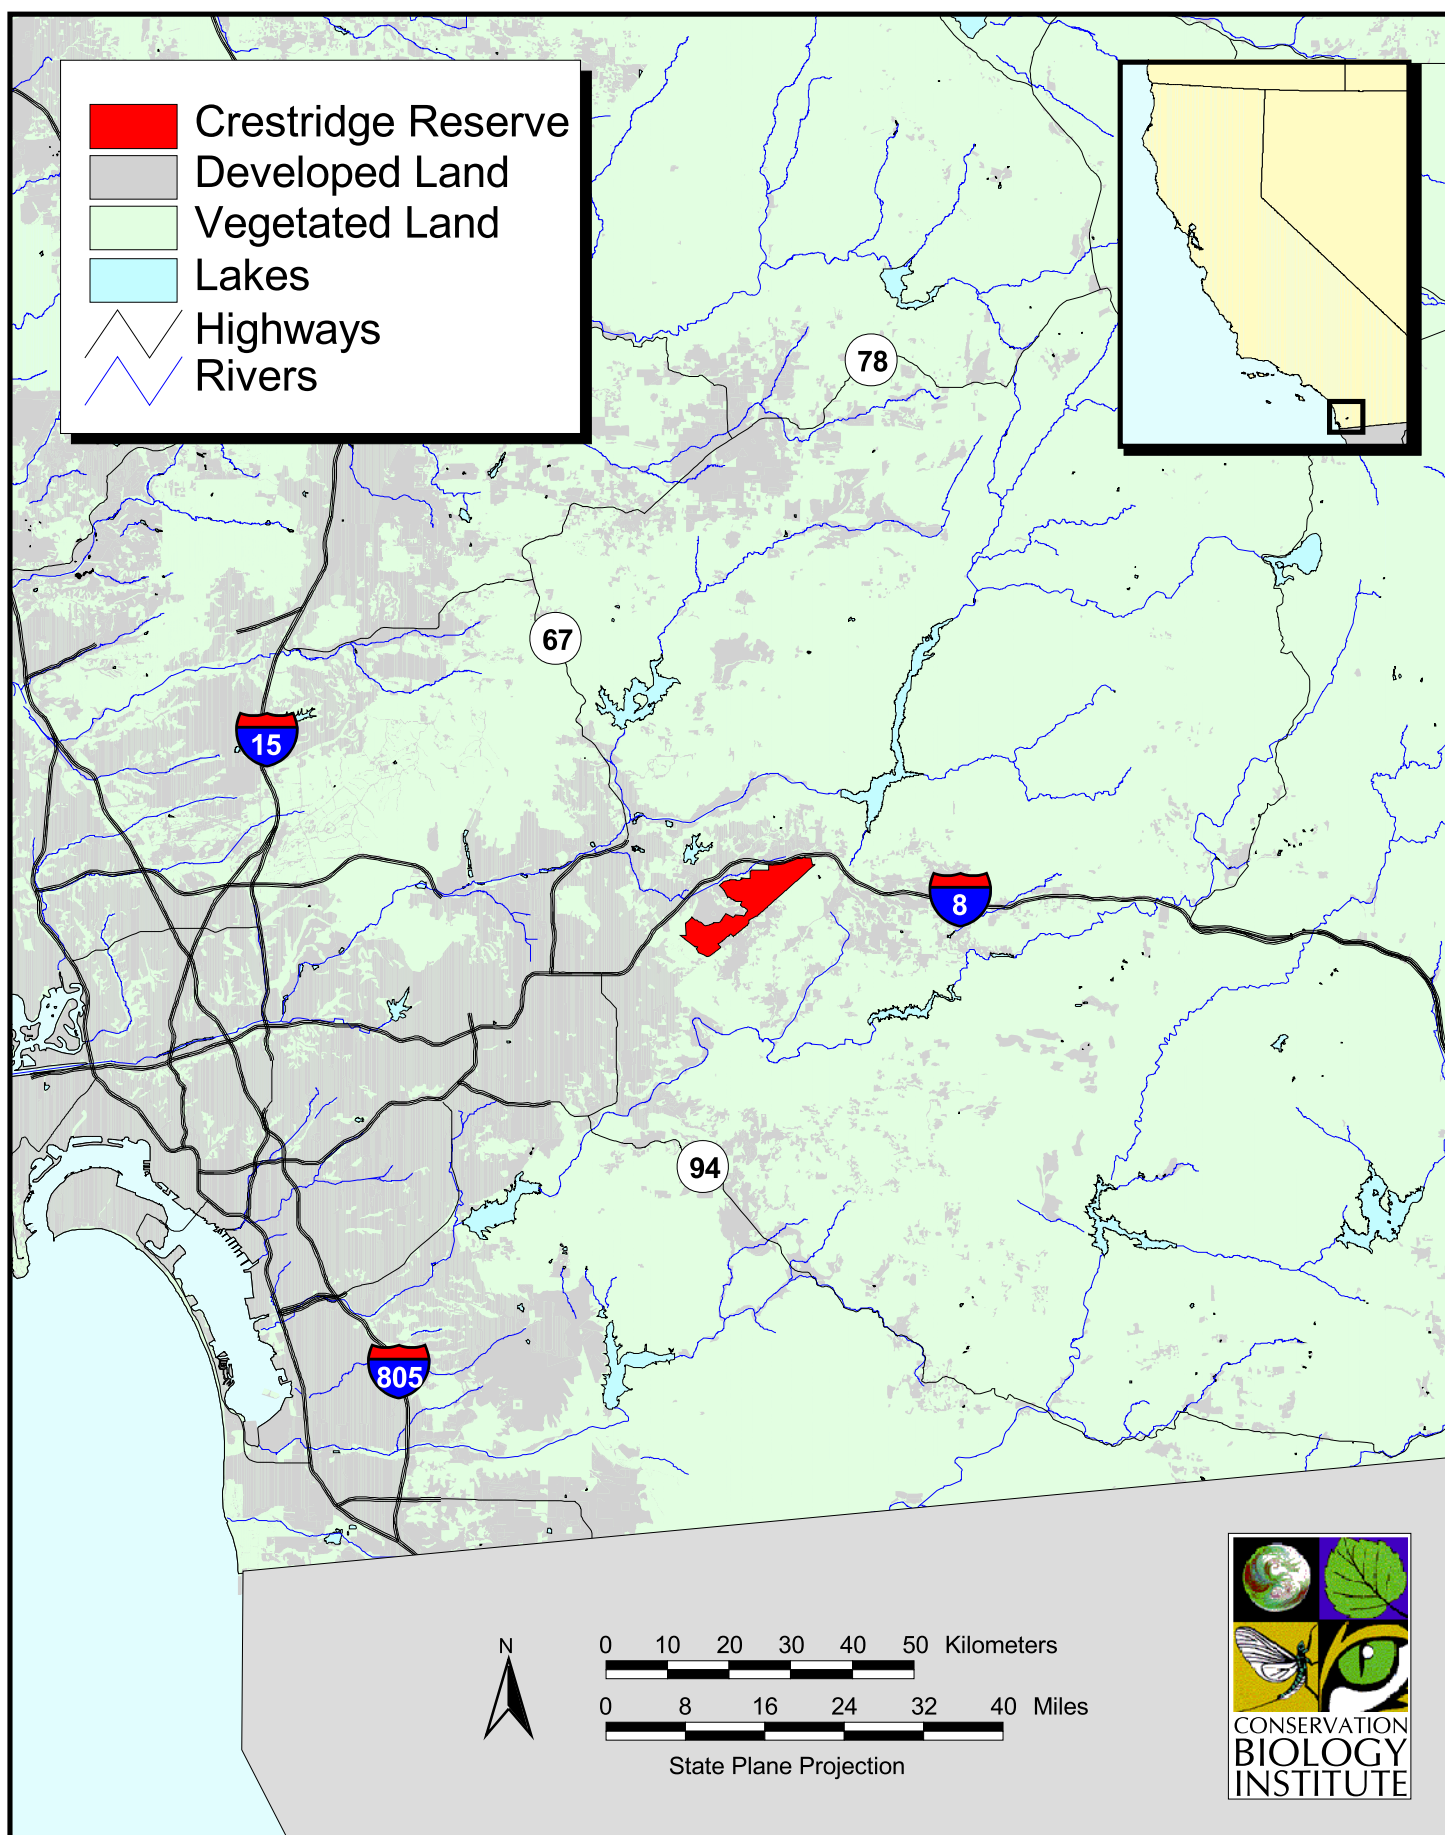 Crestridge Reserve
Developed Land
Vegetated Land
Lakes
Highways
Rivers
78
67
15
8
94
805
N
0 10 20 30 40 50 Kilometers
0 8 16 24 32 40 Miles
State Plane Projection
CONSERVATION
BIOLOGY
INSTITUTE